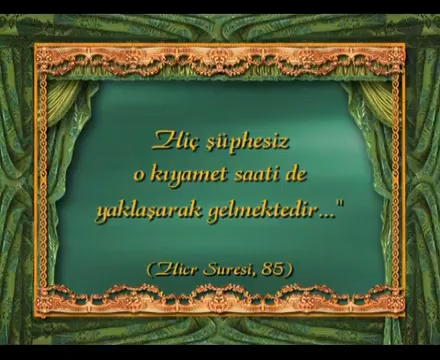 Hiç şüphesiz
o kıyamet saati de
yaklaşarak gelmektedir..."
(Hicr Suresi, 85)